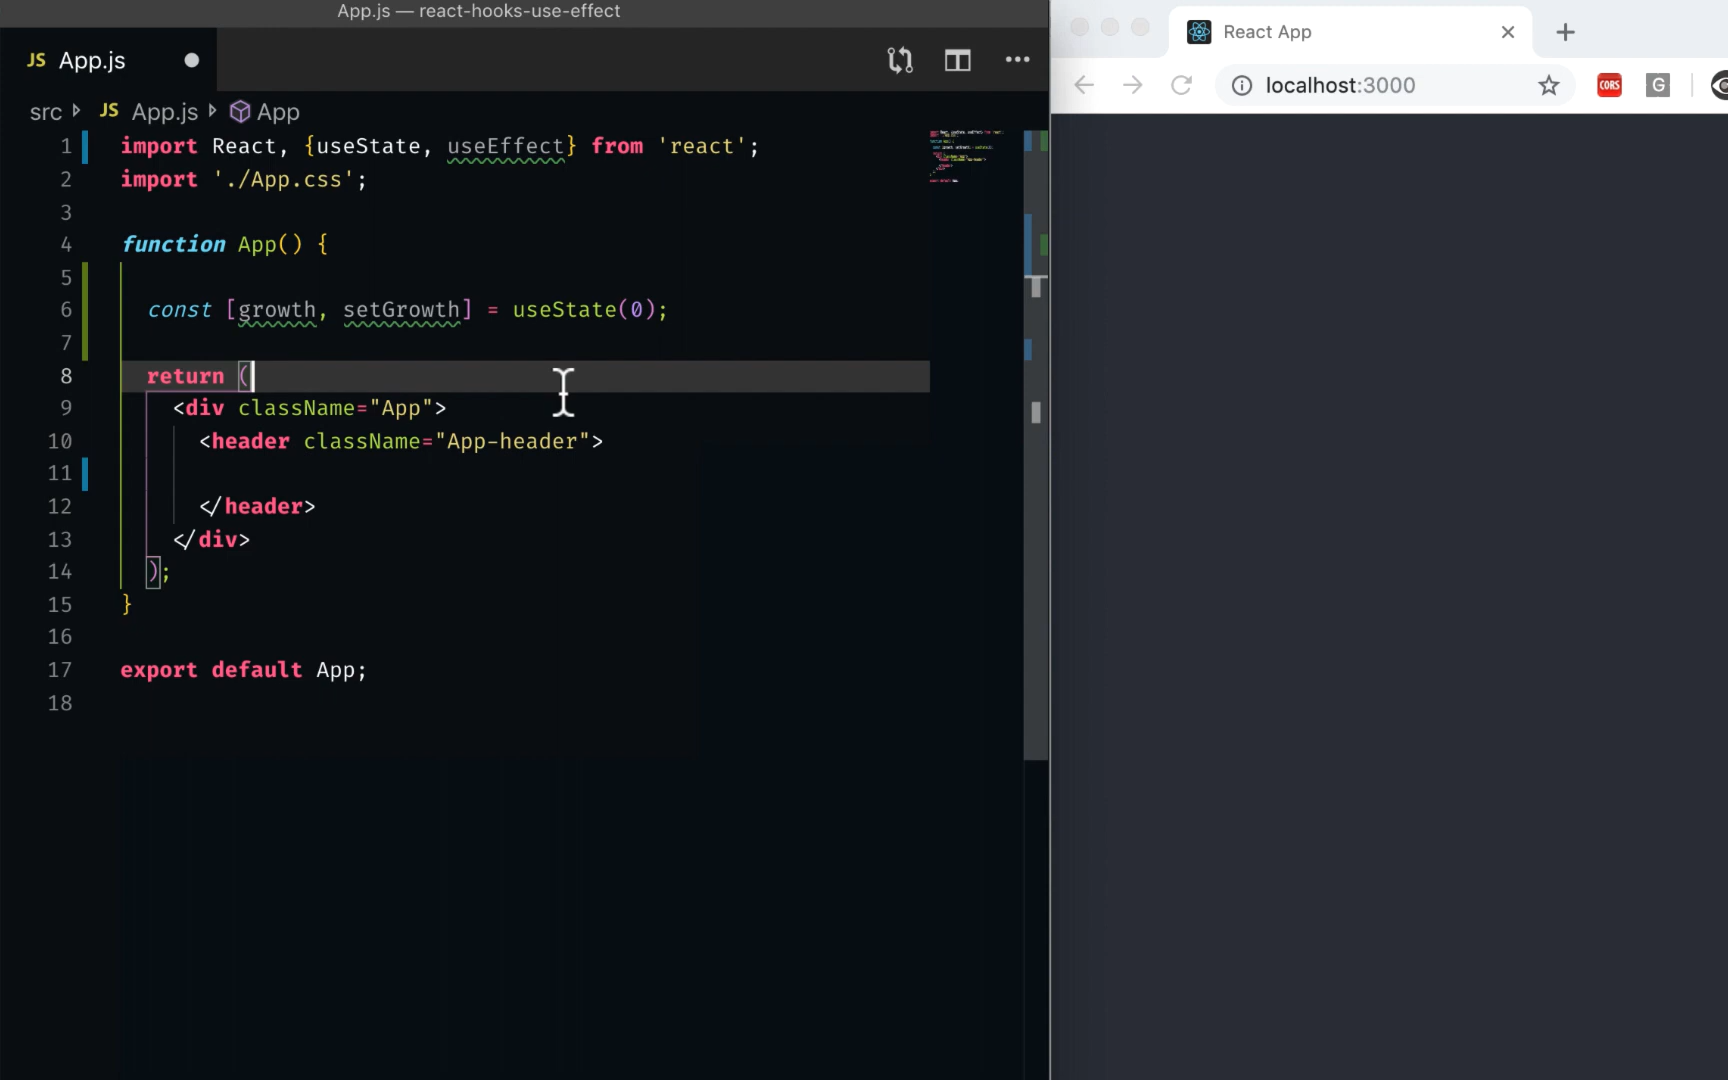 App.js — react-hooks-use-effect
JS App.js
src JS App.js App
1 import React, {useState, useEffect} from 'react';
2 import './App.css';
3
4 function App() {
5
6 const [growth, setGrowth] = useState(0);
7
8 return (
9 <div className="App">
10 <header className="App-header">
11
12 </header>
13 </div>
14 );
15 }
16
17 export default App;
18
React App
localhost:3000
CORS
G